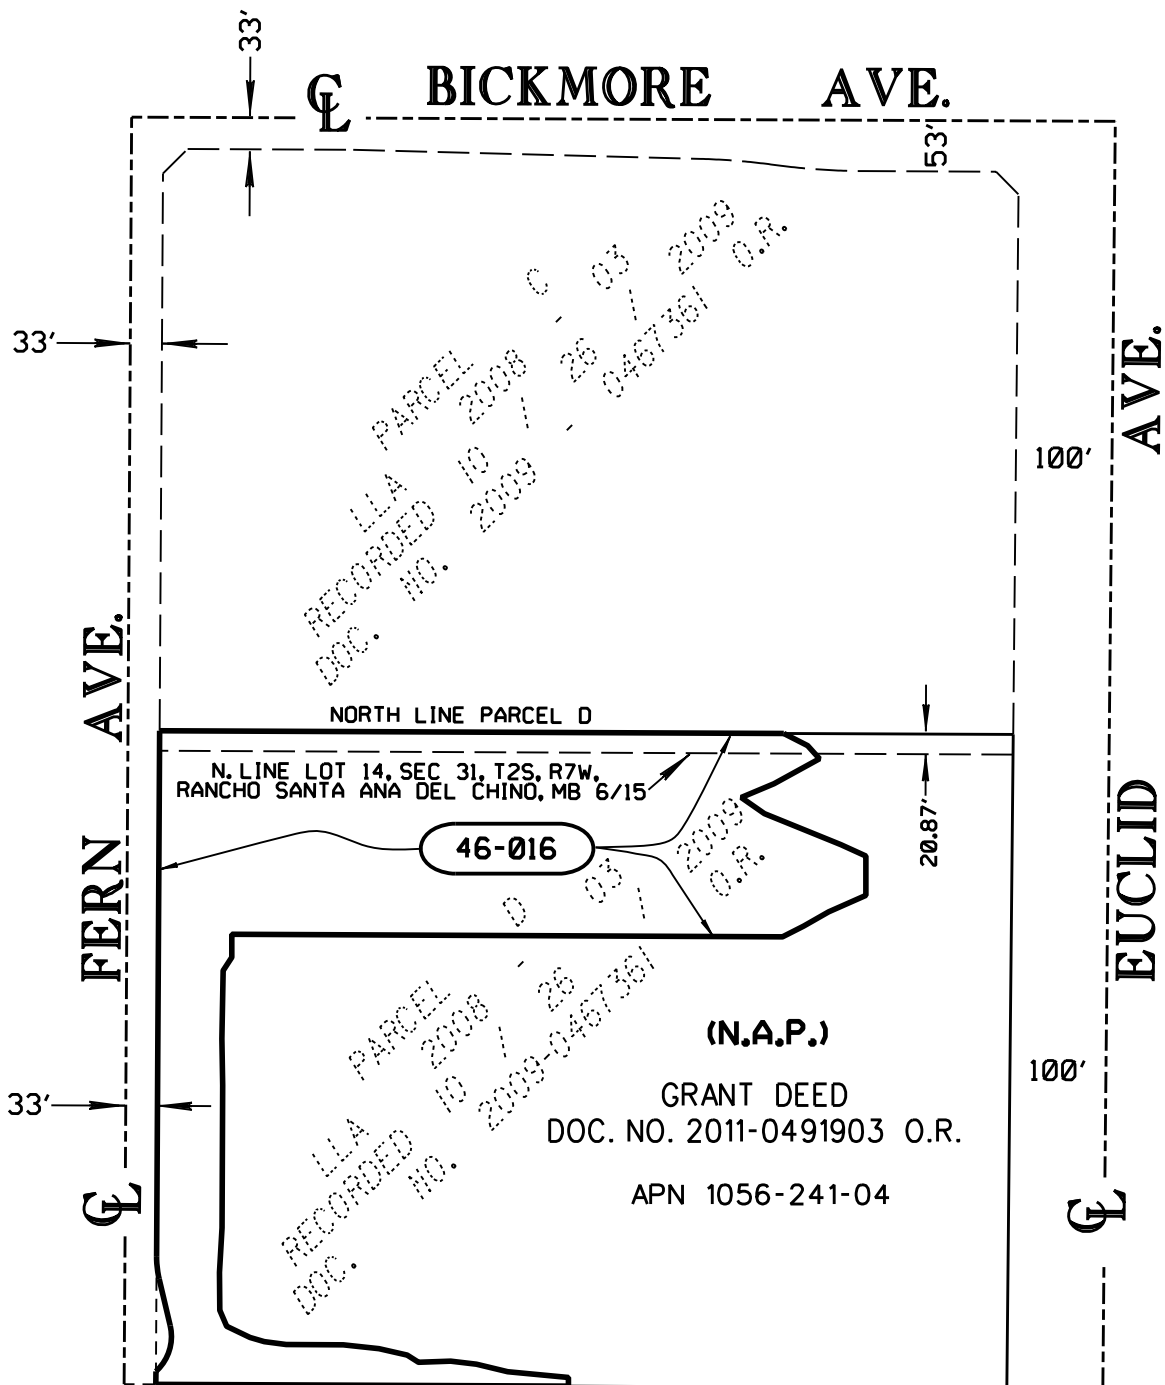 33'
℄ BICKMORE AVE.
53'
PARCEL C
LLA 2008 - 03
RECORDED 10 / 26 / 2009
DOC. NO. 2009 - 0467361 O.R.
33'
100'
AVE.
FERN AVE.
NORTH LINE PARCEL D
N. LINE LOT 14, SEC 31, T2S, R7W,
RANCHO SANTA ANA DEL CHINO, MB 6/15
20.87'
46-016
EUCLID
PARCEL D
LLA 2008 - 03
RECORDED 10 / 26 / 2009
DOC. NO. 2009-0467361 O.R.
(N.A.P.)
GRANT DEED
DOC. NO. 2011-0491903 O.R.
APN 1056-241-04
33'
100'
℄
℄